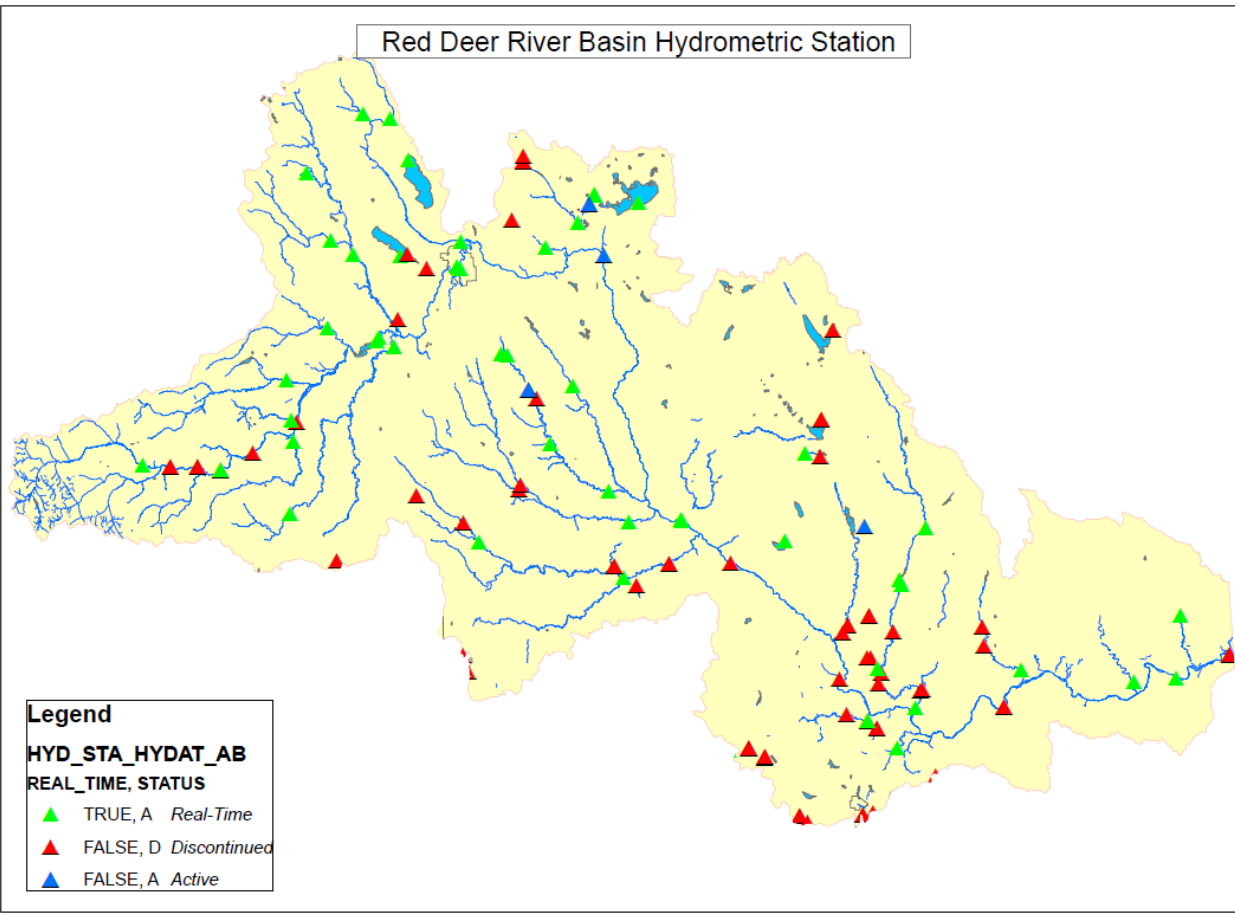 Red Deer River Basin Hydrometric Station
Legend
HYD_STA_HYDAT_AB
REAL_TIME, STATUS
TRUE, A Real-Time
FALSE, D Discontinued
FALSE, A Active